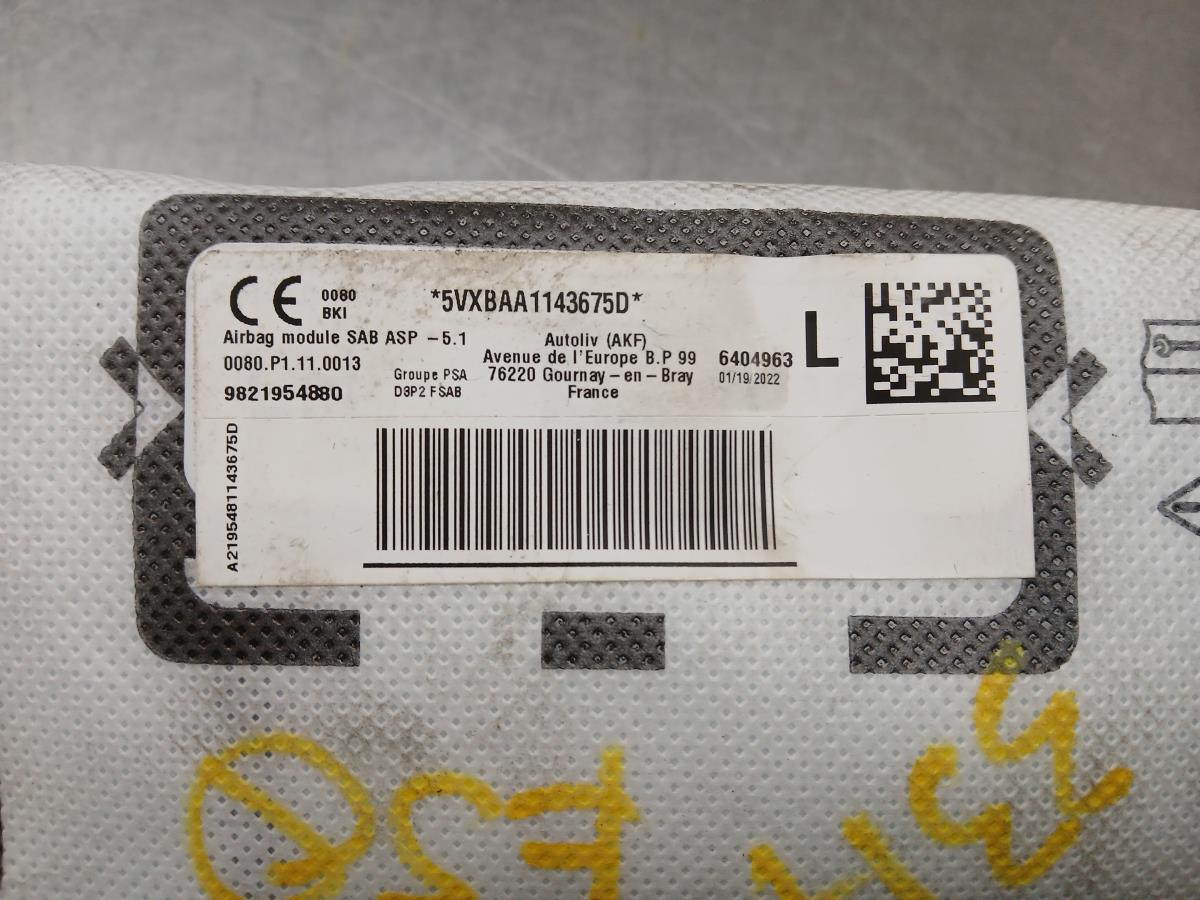 CE 0080
BKI
*5VXBAA1143675D*
Airbag module SAB ASP - 5.1
0080.P1.11.0013
9821954880
Groupe PSA
D3P2 FSAB
Autoliv (AKF)
Avenue de l'Europe B.P 99
76220 Gournay - en - Bray
France
6404963
01/19/2022
L
A2195481143675D